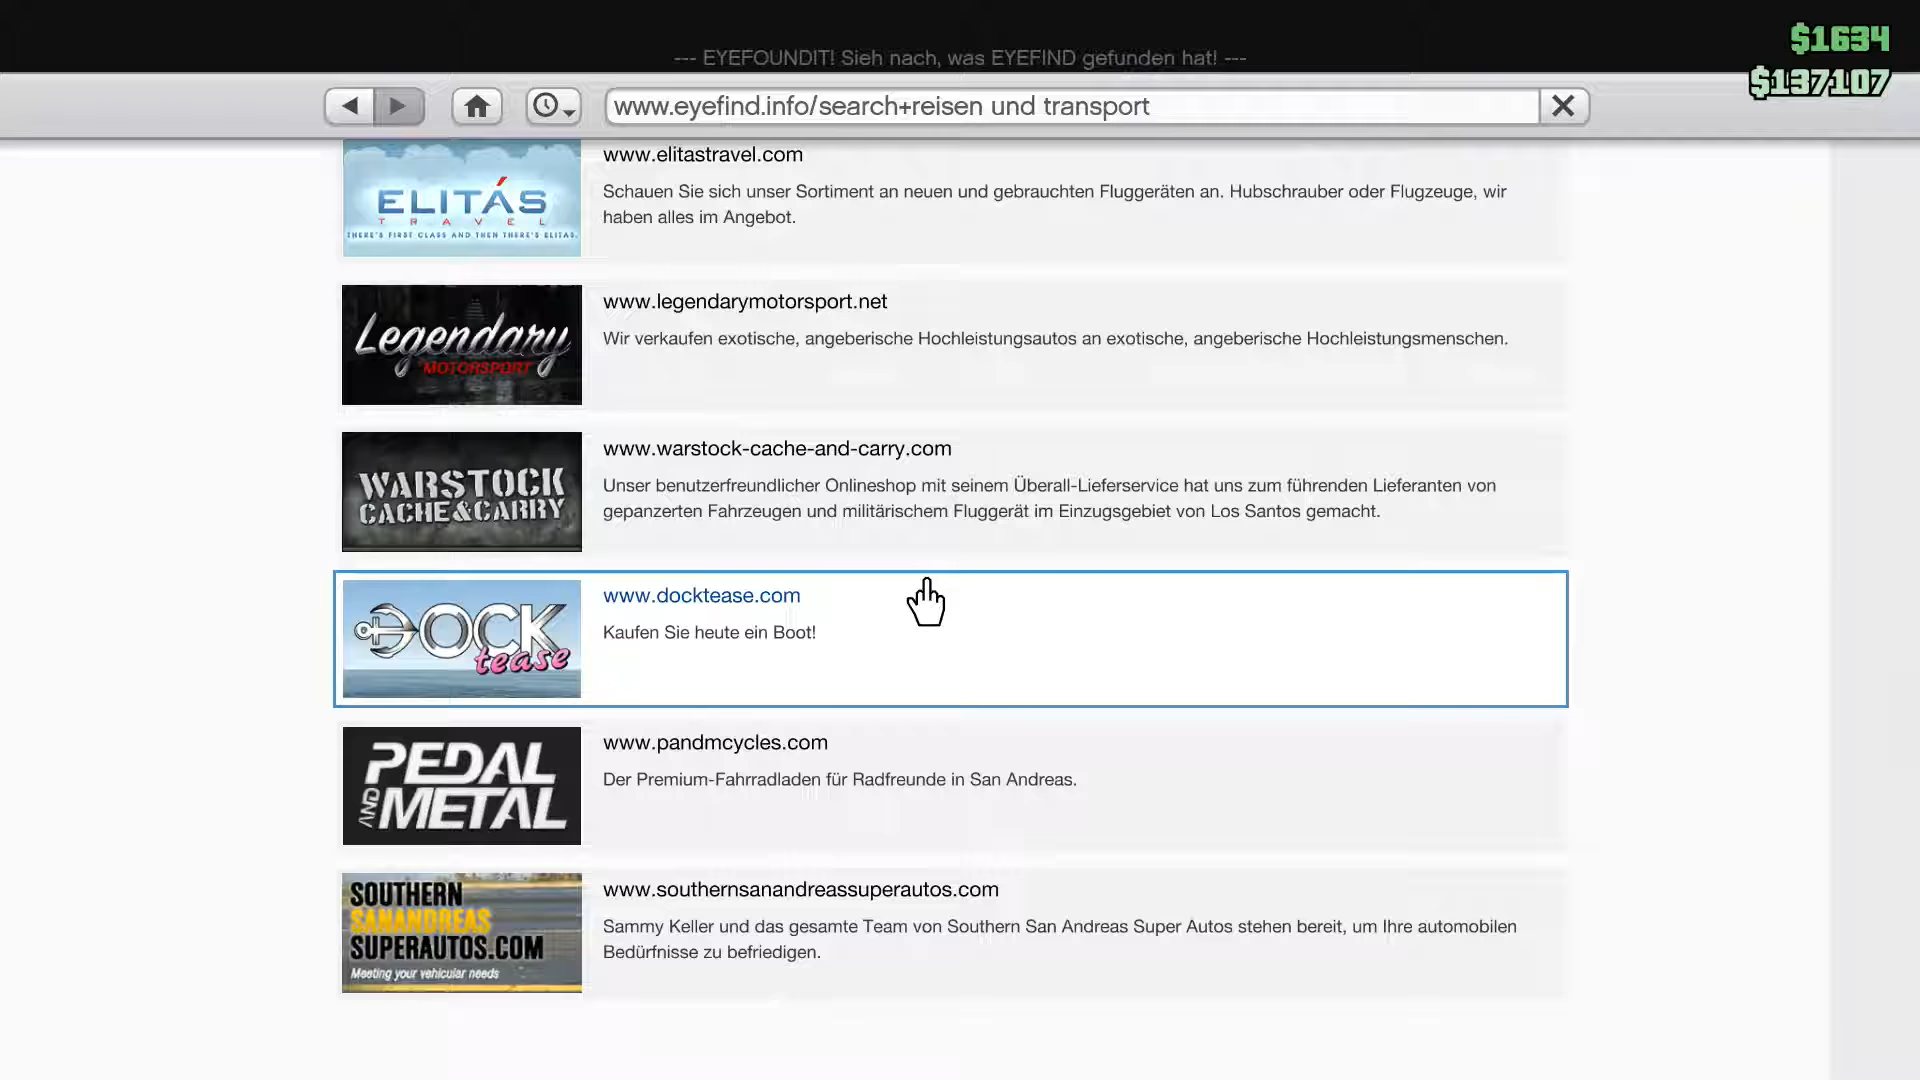 $1634
--- EYEFOUNDIT! Sieh nach, was EYEFIND gefunden hat! ---
$137107
www.eyefind.info/search+reisen und transport
ELITÁS
TRAVEL
THERE'S FIRST CLASS AND THEN THERE'S ELITAS.
www.elitastravel.com
Schauen Sie sich unser Sortiment an neuen und gebrauchten Fluggeräten an. Hubschrauber oder Flugzeuge, wir
haben alles im Angebot.
Legendary
MOTORSPORT
www.legendarymotorsport.net
Wir verkaufen exotische, angeberische Hochleistungsautos an exotische, angeberische Hochleistungsmenschen.
WARSTOCK
CACHE&CARRY
www.warstock-cache-and-carry.com
Unser benutzerfreundlicher Onlineshop mit seinem Überall-Lieferservice hat uns zum führenden Lieferanten von
gepanzerten Fahrzeugen und militärischem Fluggerät im Einzugsgebiet von Los Santos gemacht.
DOCK
tease
www.docktease.com
Kaufen Sie heute ein Boot!
PEDAL
AND METAL
www.pandmcycles.com
Der Premium-Fahrradladen für Radfreunde in San Andreas.
SOUTHERN
SANANDREAS
SUPERAUTOS.COM
Meeting your vehicular needs
www.southernsanandreassuperautos.com
Sammy Keller und das gesamte Team von Southern San Andreas Super Autos stehen bereit, um Ihre automobilen
Bedürfnisse zu befriedigen.